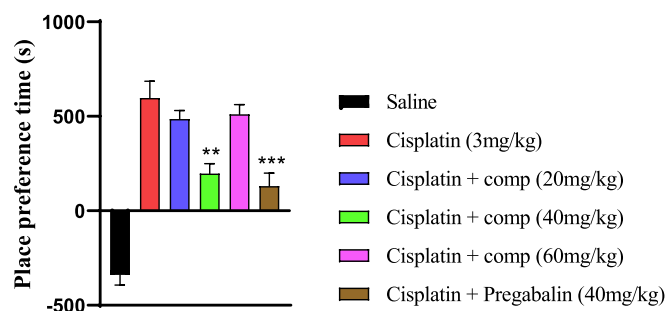 Place preference time (s)
1000
500
0
-500
**
***
Saline
Cisplatin (3mg/kg)
Cisplatin + comp (20mg/kg)
Cisplatin + comp (40mg/kg)
Cisplatin + comp (60mg/kg)
Cisplatin + Pregabalin (40mg/kg)